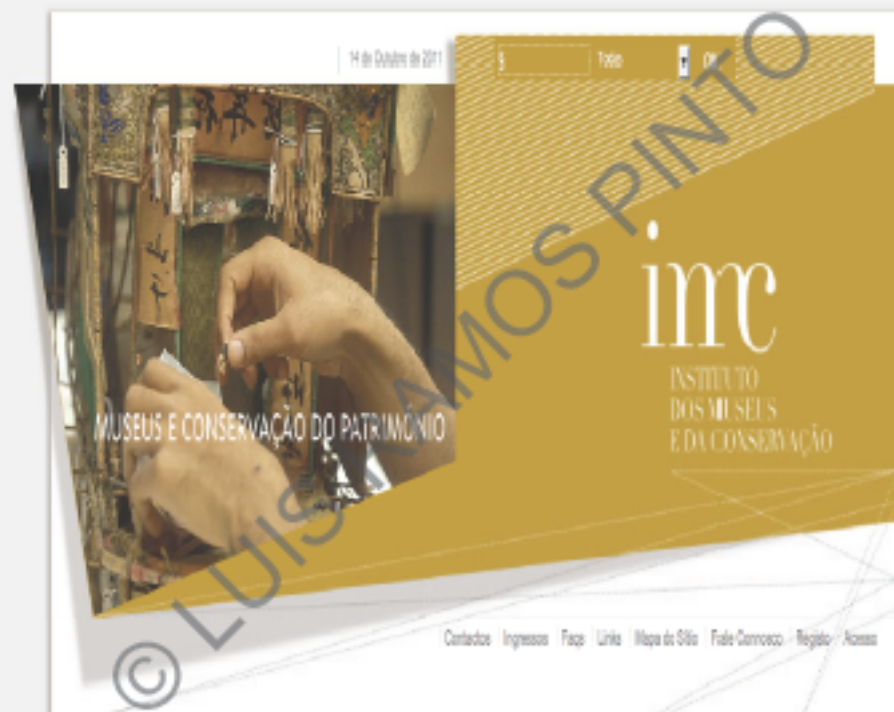 14 de Outubro de 2011
Todos
OK
MUSEUS E CONSERVAÇÃO DO PATRIMÓNIO
imc
INSTITUTO
DOS MUSEUS
E DA CONSERVAÇÃO
Contactos Ingressos Faqs Links Mapa do Sítio Fale Connosco Registo Acesso
© LUIS RAMOS PINTO